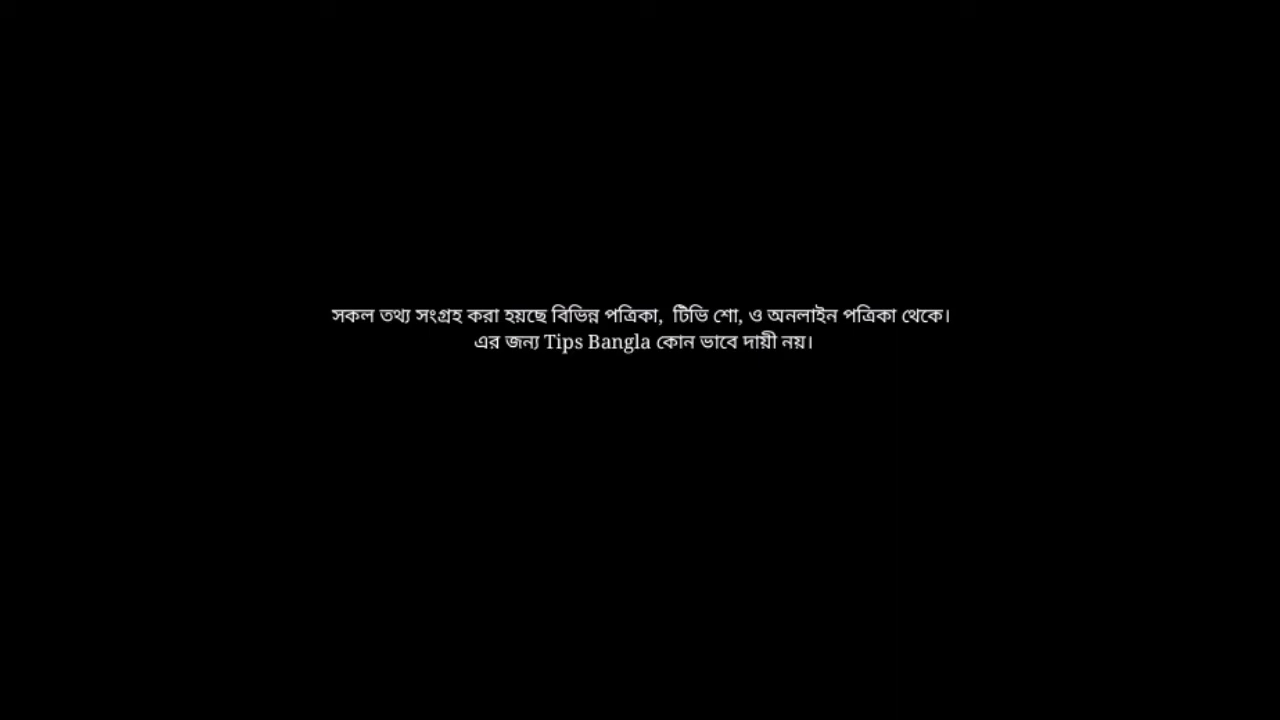 সকল তথ্য সংগ্রহ করা হয়ছে বিভিন্ন পত্রিকা,  টিভি শো, ও অনলাইন পত্রিকা থেকে।
এর জন্য Tips Bangla কোন ভাবে দায়ী নয়।